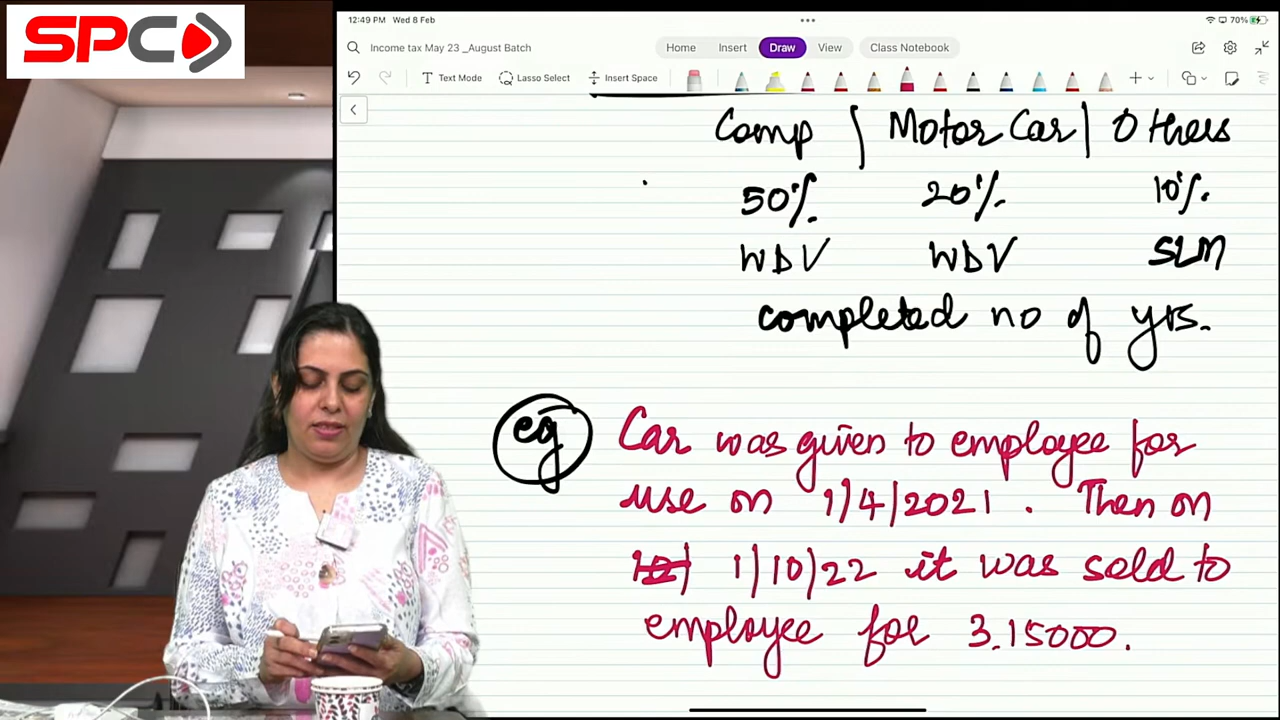 SPC
12:49 PM Wed 8 Feb
70%
Income tax May 23 _August Batch
Home Insert Draw View Class Notebook
Text Mode Lasso Select Insert Space
Comp | Motor Car | Others
50% 20% 10%
WDV WDV SLM
completed no of yrs.
eg Car was given to employee for
use on 1/4/2021. Then on
1/10/22 it was sold to
employee for 3.15000.